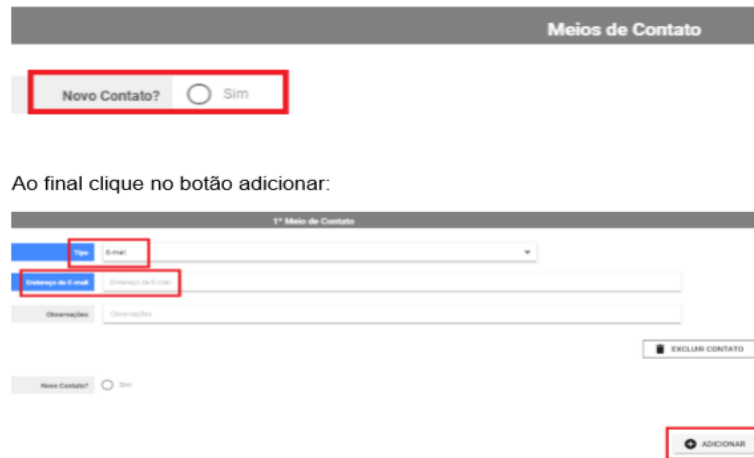 Meios de Contato
Novo Contato? Sim
Ao final clique no botão adicionar:
1º Meio de Contato
Tipo E-mail
Endereço de E-mail Endereço de E-mail
Observações Observações
EXCLUIR CONTATO
Novo Contato? Sim
ADICIONAR